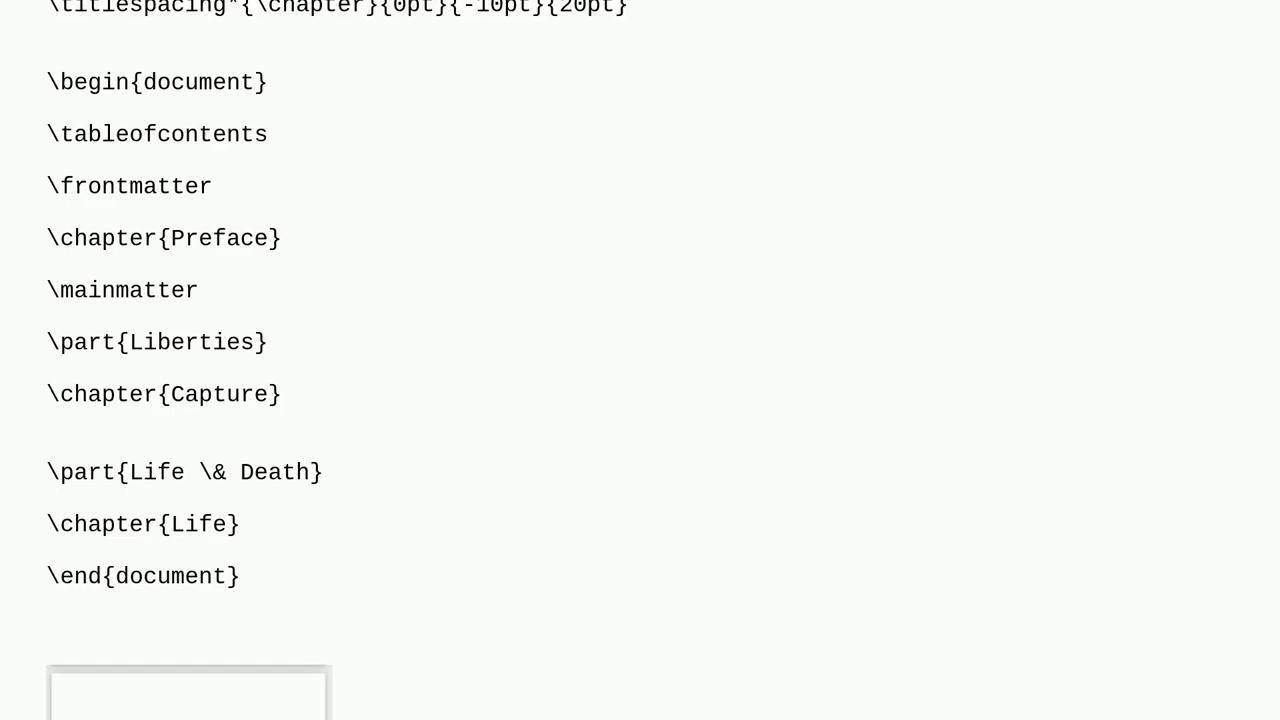 \titlespacing*{\chapter}{0pt}{-10pt}{20pt}
\begin{document}
\tableofcontents
\frontmatter
\chapter{Preface}
\mainmatter
\part{Liberties}
\chapter{Capture}
\part{Life \& Death}
\chapter{Life}
\end{document}